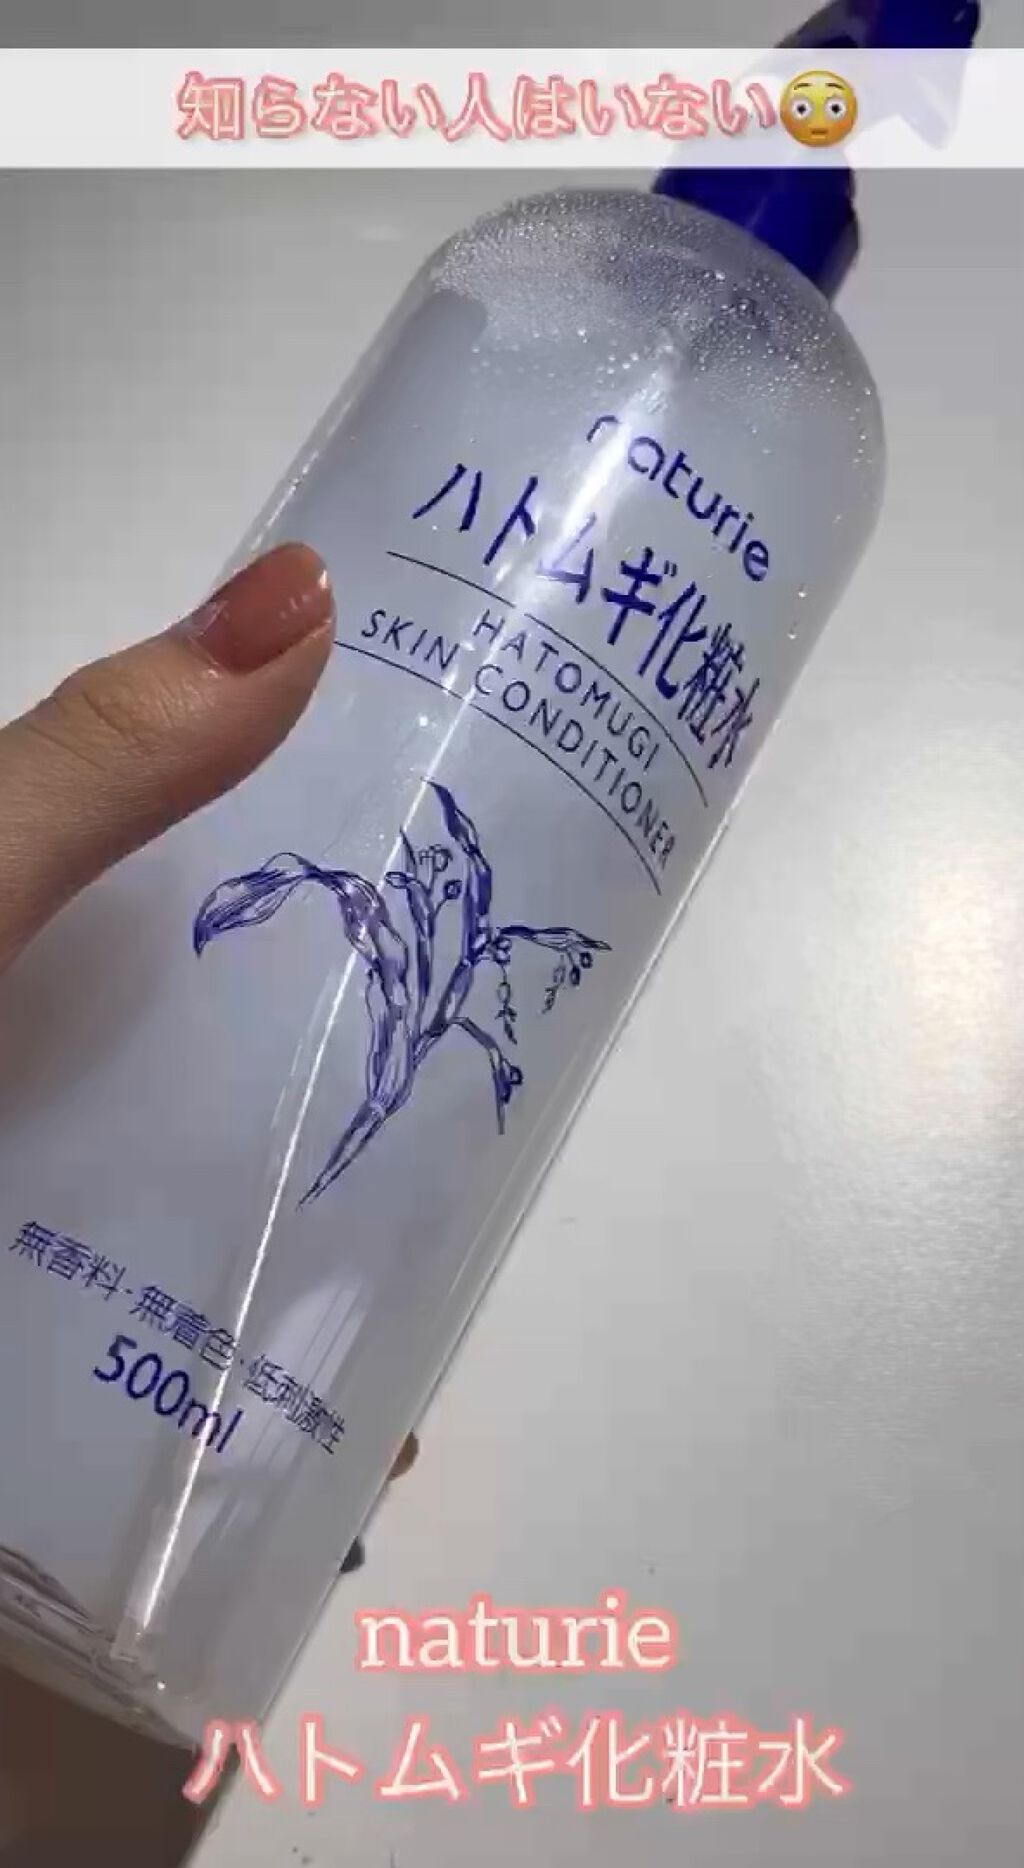 知らない人はいない😳
naturie
ハトムギ化粧水
HATOMUGI
SKIN CONDITIONER
無香料・無着色・低刺激性
500ml
naturie
ハトムギ化粧水